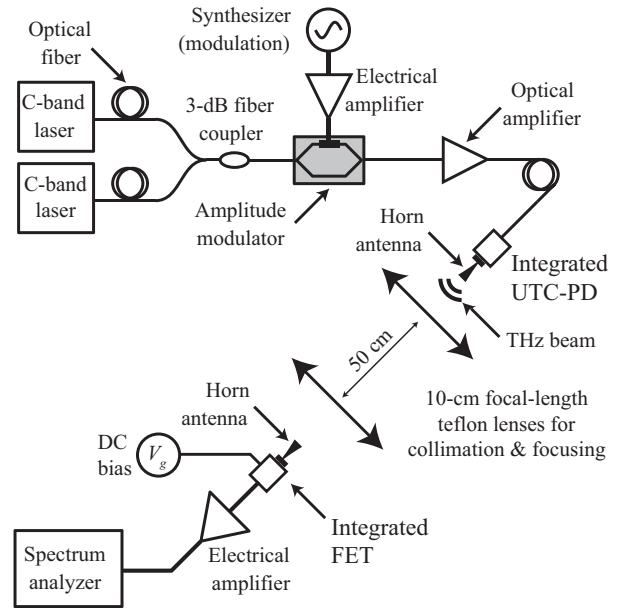 Synthesizer
(modulation)
Optical
fiber
C-band
laser
3-dB fiber
coupler
Electrical
amplifier
Optical
amplifier
C-band
laser
Amplitude
modulator
Horn
antenna
Integrated
UTC-PD
THz beam
50 cm
10-cm focal-length
teflon lenses for
collimation & focusing
Horn
antenna
DC
bias
Vg
Integrated
FET
Electrical
amplifier
Spectrum
analyzer